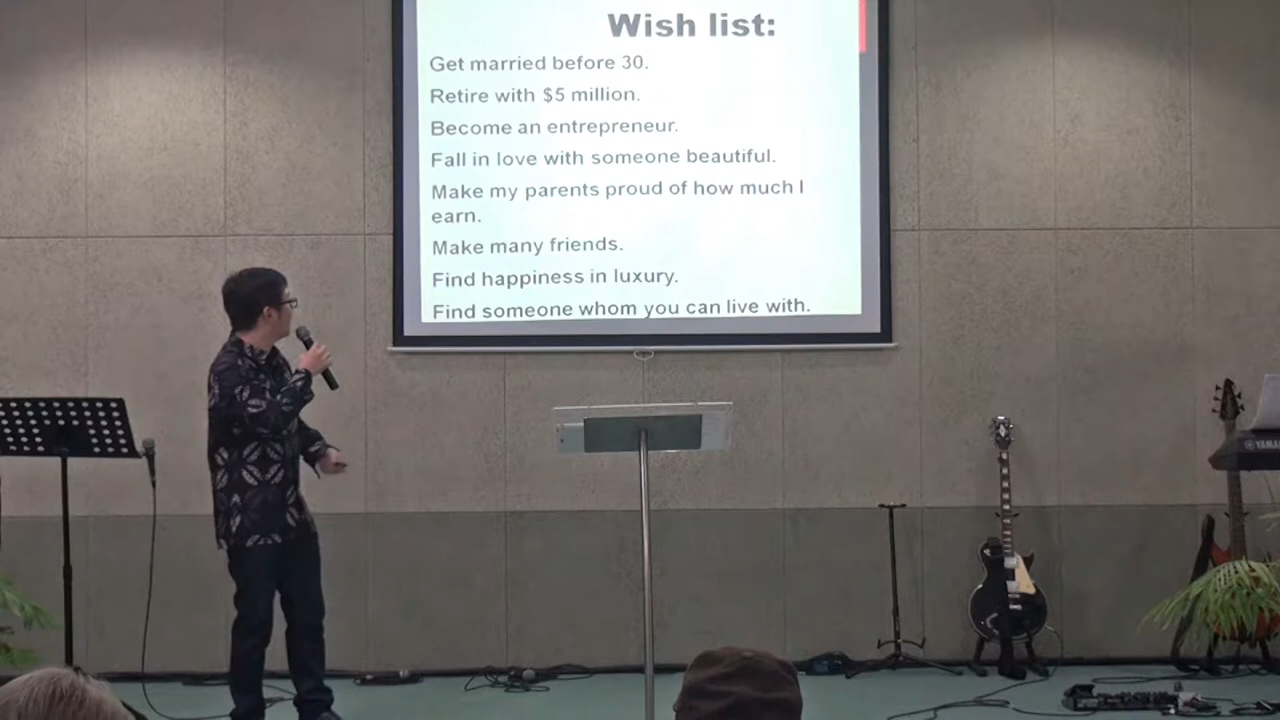 Wish list:
Get married before 30.
Retire with $5 million.
Become an entrepreneur.
Fall in love with someone beautiful.
Make my parents proud of how much I
earn.
Make many friends.
Find happiness in luxury.
Find someone whom you can live with.
YAMA